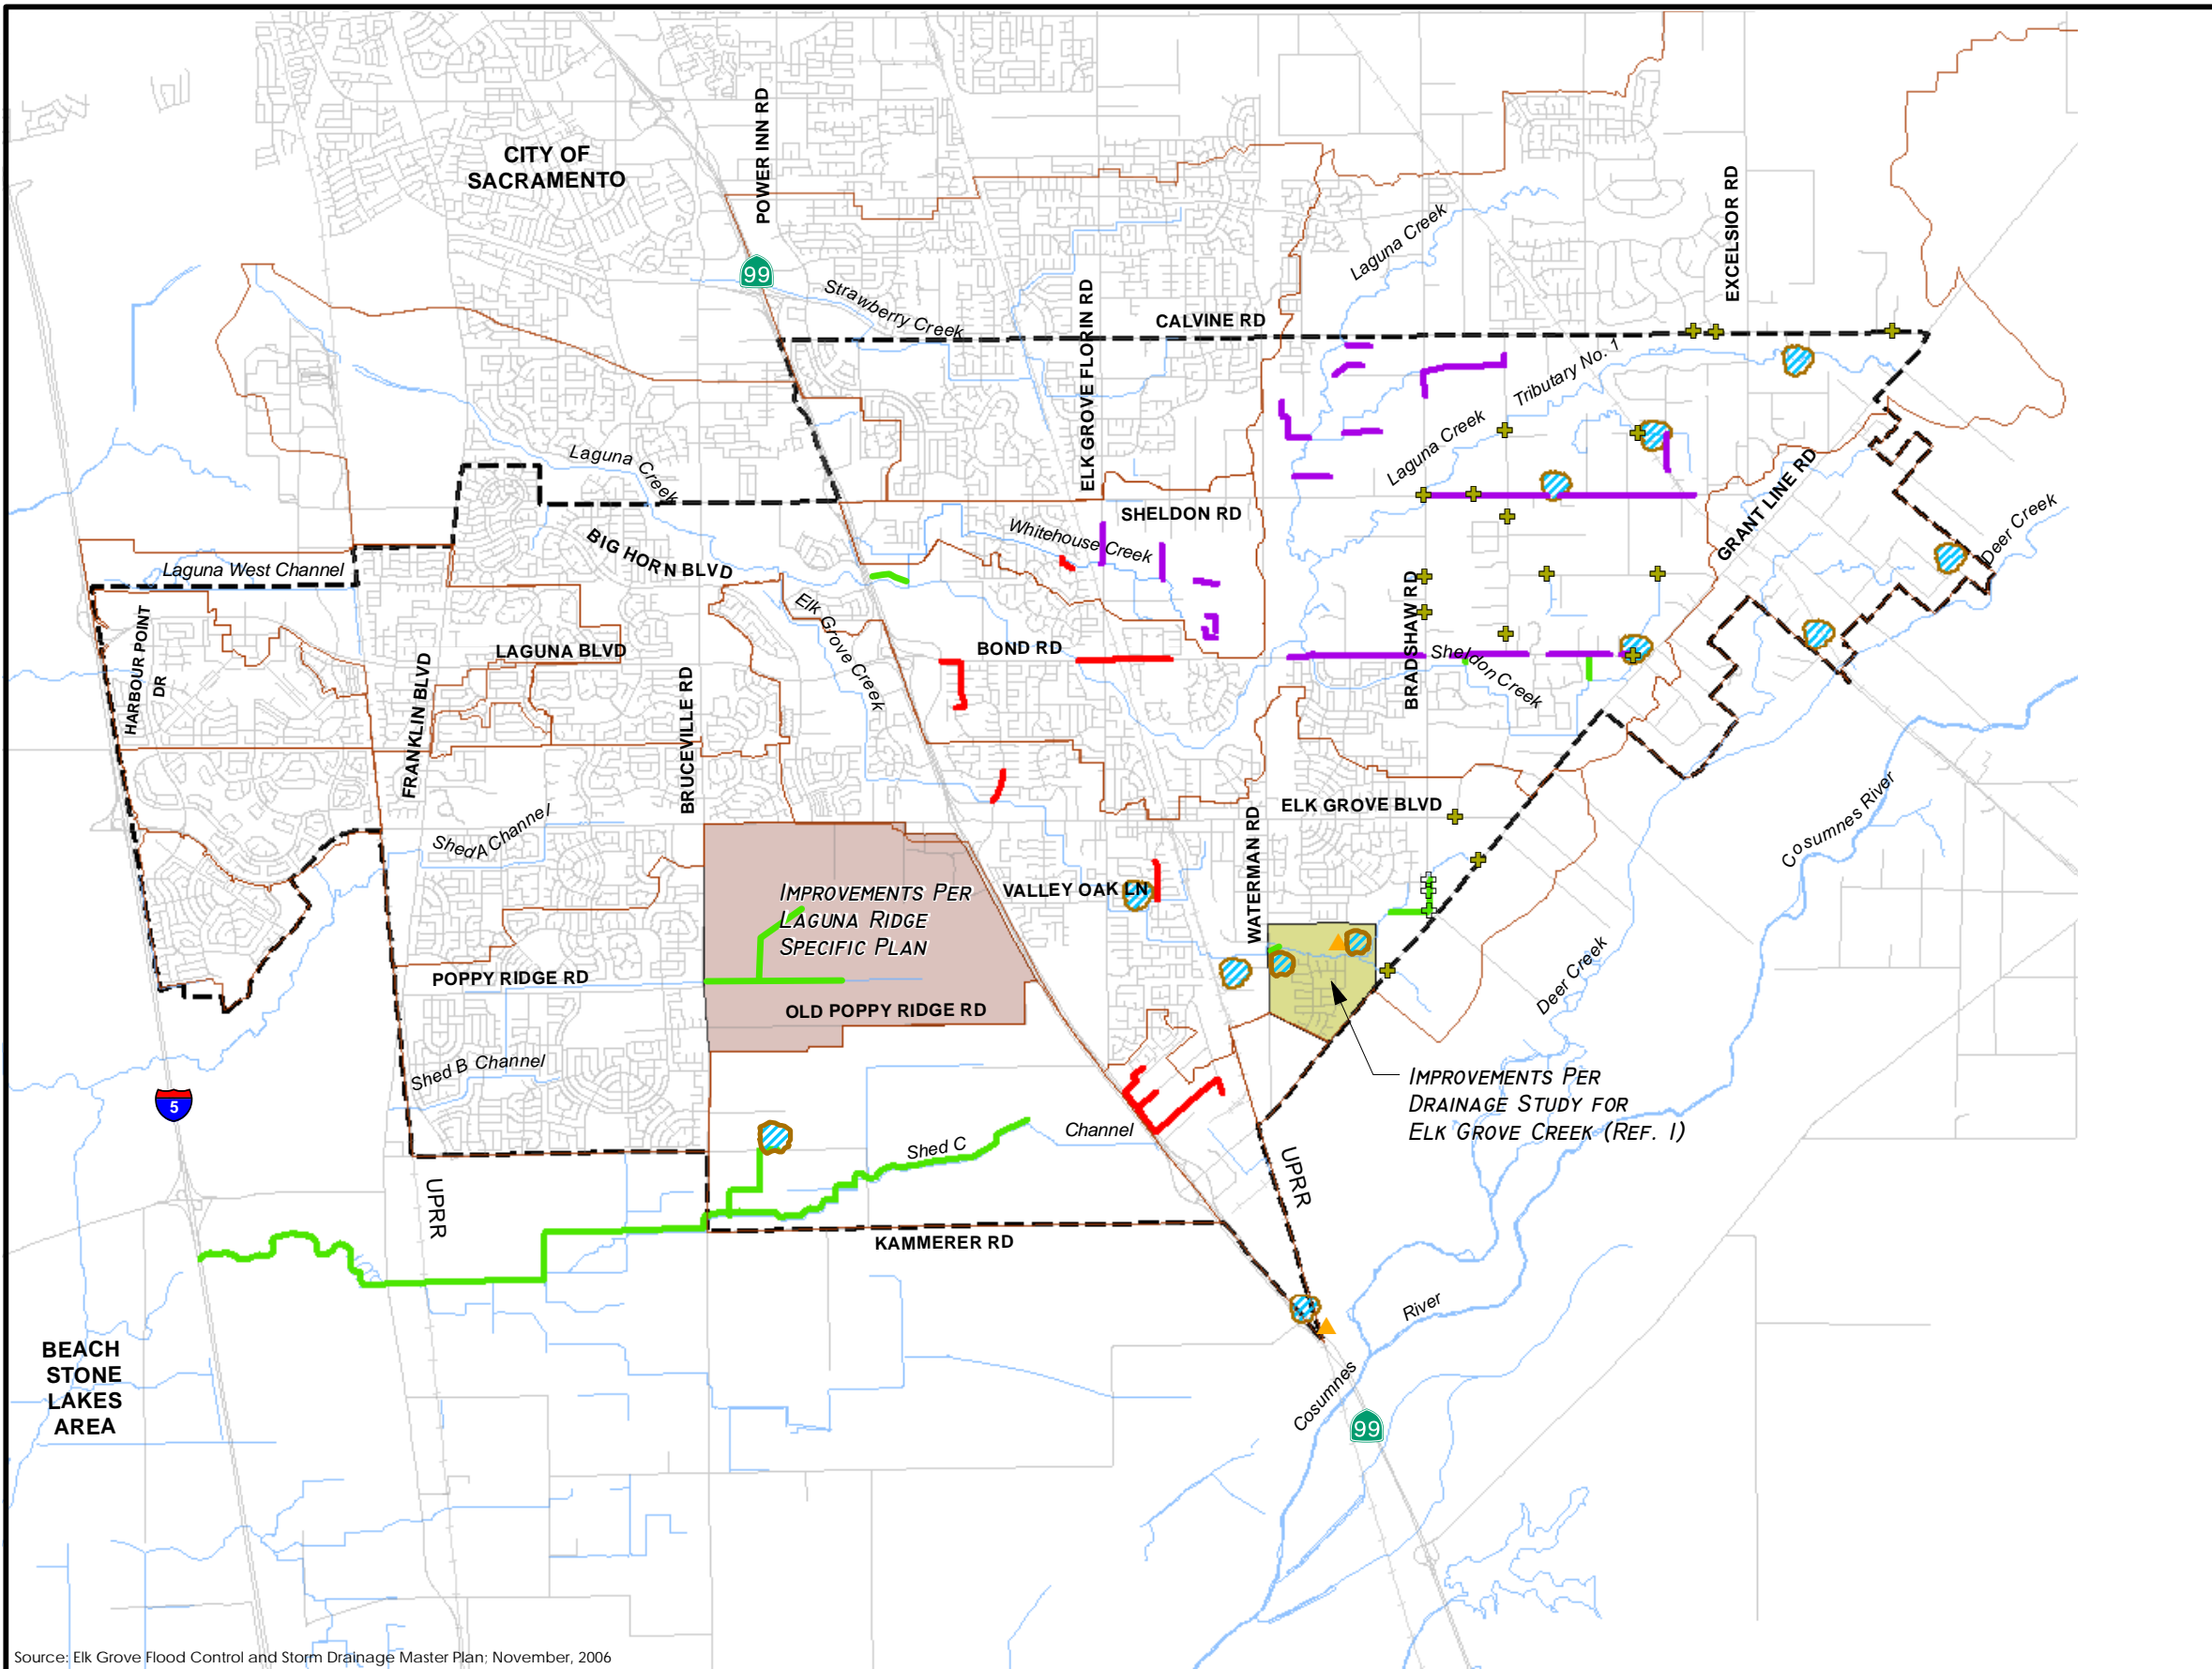 CITY OF
SACRAMENTO
POWER INN RD
99
Strawberry Creek
ELK GROVE FLORIN RD
CALVINE RD
Laguna Creek
EXCELSIOR RD
Tributary No. 1
Laguna Creek
Laguna Creek
SHELDON RD
Whitehouse Creek
GRANT LINE RD
Deer Creek
BIG HORN BLVD
Laguna West Channel
HARBOUR POINT
DR
Elk Grove Creek
BOND RD
LAGUNA BLVD
BRADSHAW RD
Sheldon Creek
FRANKLIN BLVD
BRUCEVILLE RD
Cosumnes River
ELK GROVE BLVD
WATERMAN RD
Shed A Channel
IMPROVEMENTS PER
LAGUNA RIDGE
SPECIFIC PLAN
VALLEY OAK LN
POPPY RIDGE RD
OLD POPPY RIDGE RD
Deer Creek
Shed B Channel
5
IMPROVEMENTS PER
DRAINAGE STUDY FOR
ELK GROVE CREEK (REF. 1)
Channel
Shed C
UPRR
UPRR
KAMMERER RD
River
Cosumnes
99
BEACH
STONE
LAKES
AREA
Source: Elk Grove Flood Control and Storm Drainage Master Plan; November, 2006